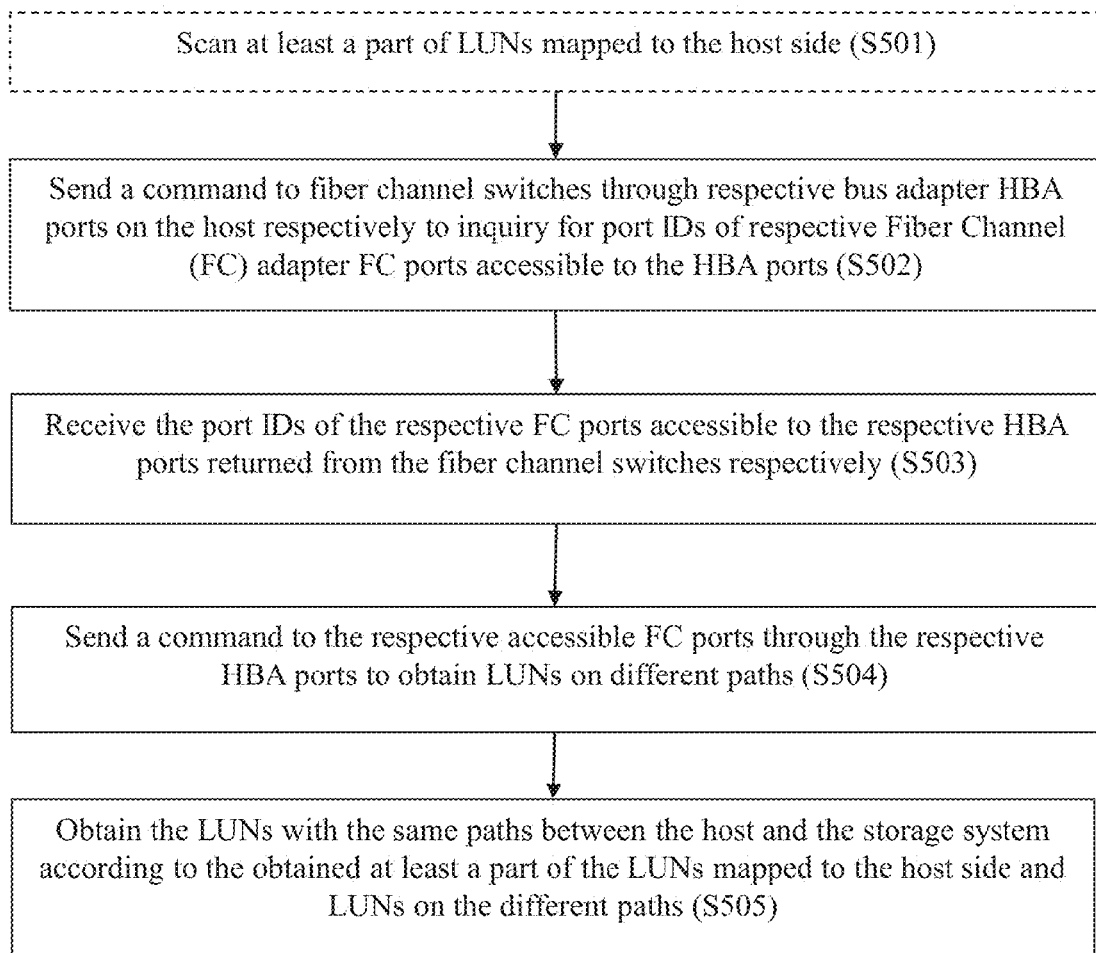 Scan at least a part of LUNs mapped to the host side (S501)
Send a command to fiber channel switches through respective bus adapter HBA
ports on the host respectively to inquiry for port IDs of respective Fiber Channel
(FC) adapter FC ports accessible to the HBA ports (S502)
Receive the port IDs of the respective FC ports accessible to the respective HBA
ports returned from the fiber channel switches respectively (S503)
Send a command to the respective accessible FC ports through the respective
HBA ports to obtain LUNs on different paths (S504)
Obtain the LUNs with the same paths between the host and the storage system
according to the obtained at least a part of the LUNs mapped to the host side and
LUNs on the different paths (S505)